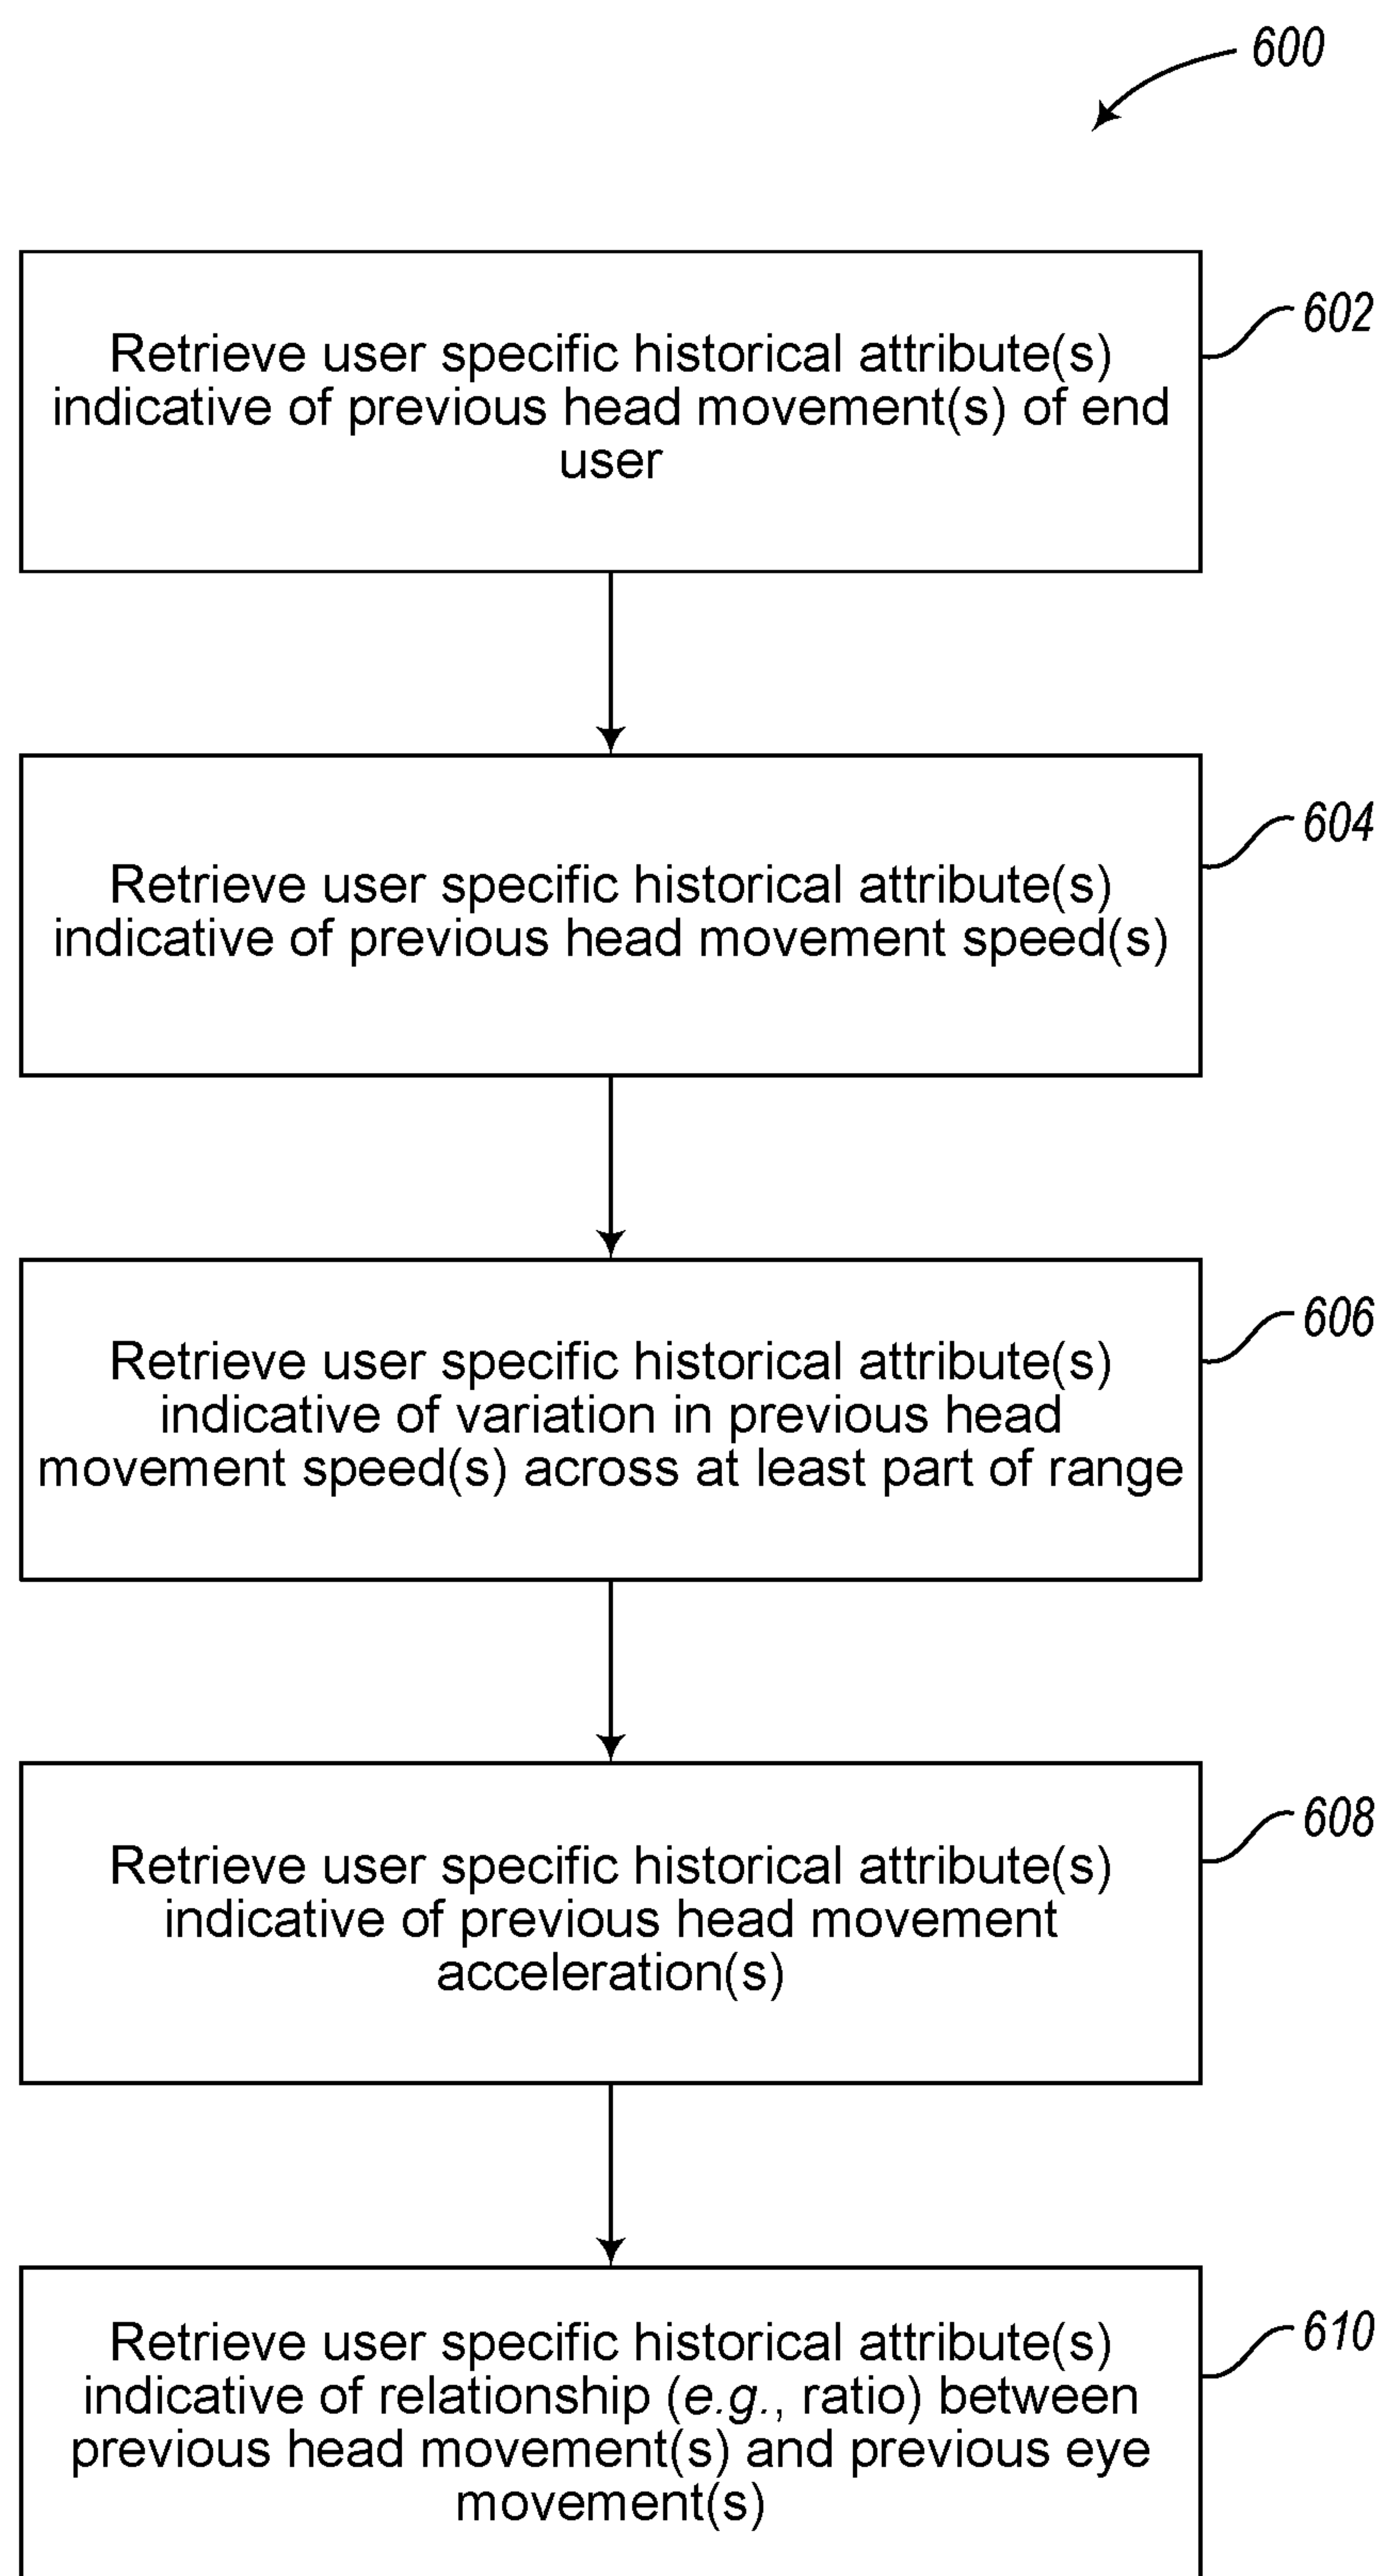 600
602
Retrieve user specific historical attribute(s)
indicative of previous head movement(s) of end
user
604
Retrieve user specific historical attribute(s)
indicative of previous head movement speed(s)
606
Retrieve user specific historical attribute(s)
indicative of variation in previous head
movement speed(s) across at least part of range
608
Retrieve user specific historical attribute(s)
indicative of previous head movement
acceleration(s)
610
Retrieve user specific historical attribute(s)
indicative of relationship (e.g., ratio) between
previous head movement(s) and previous eye
movement(s)